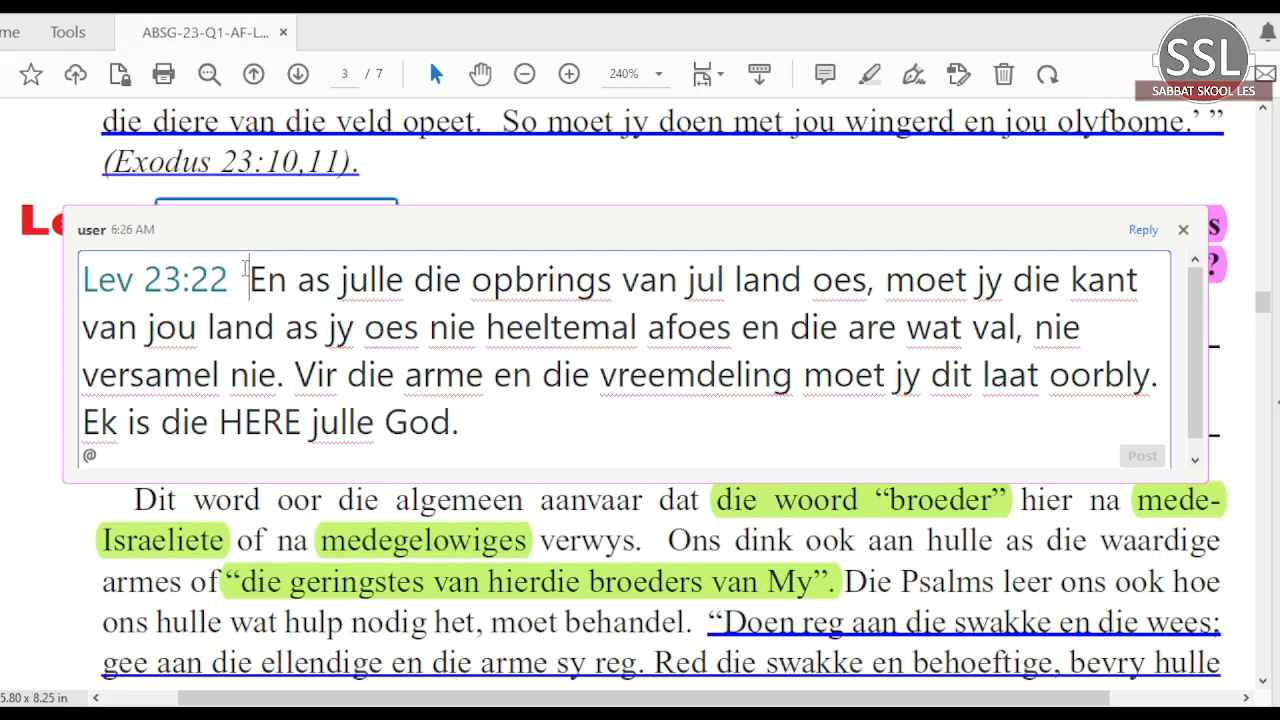 me Tools ABSG-23-Q1-AF-L... ×
3 / 7 240%
SSL
SABBAT SKOOL LES
die diere van die veld opeet. So moet jy doen met jou wingerd en jou olyfbome.’ ”
(Exodus 23:10,11).
Le s
?
user 6:26 AM Reply
Lev 23:22 En as julle die opbrings van jul land oes, moet jy die kant
van jou land as jy oes nie heeltemal afoes en die are wat val, nie
versamel nie. Vir die arme en die vreemdeling moet jy dit laat oorbly.
Ek is die HERE julle God.
@ Post
Dit word oor die algemeen aanvaar dat die woord “broeder” hier na mede-
Israeliete of na medegelowiges verwys. Ons dink ook aan hulle as die waardige
armes of “die geringstes van hierdie broeders van My”. Die Psalms leer ons ook hoe
ons hulle wat hulp nodig het, moet behandel. “Doen reg aan die swakke en die wees;
gee aan die ellendige en die arme sy reg. Red die swakke en behoeftige, bevry hulle
5.80 x 8.25 in